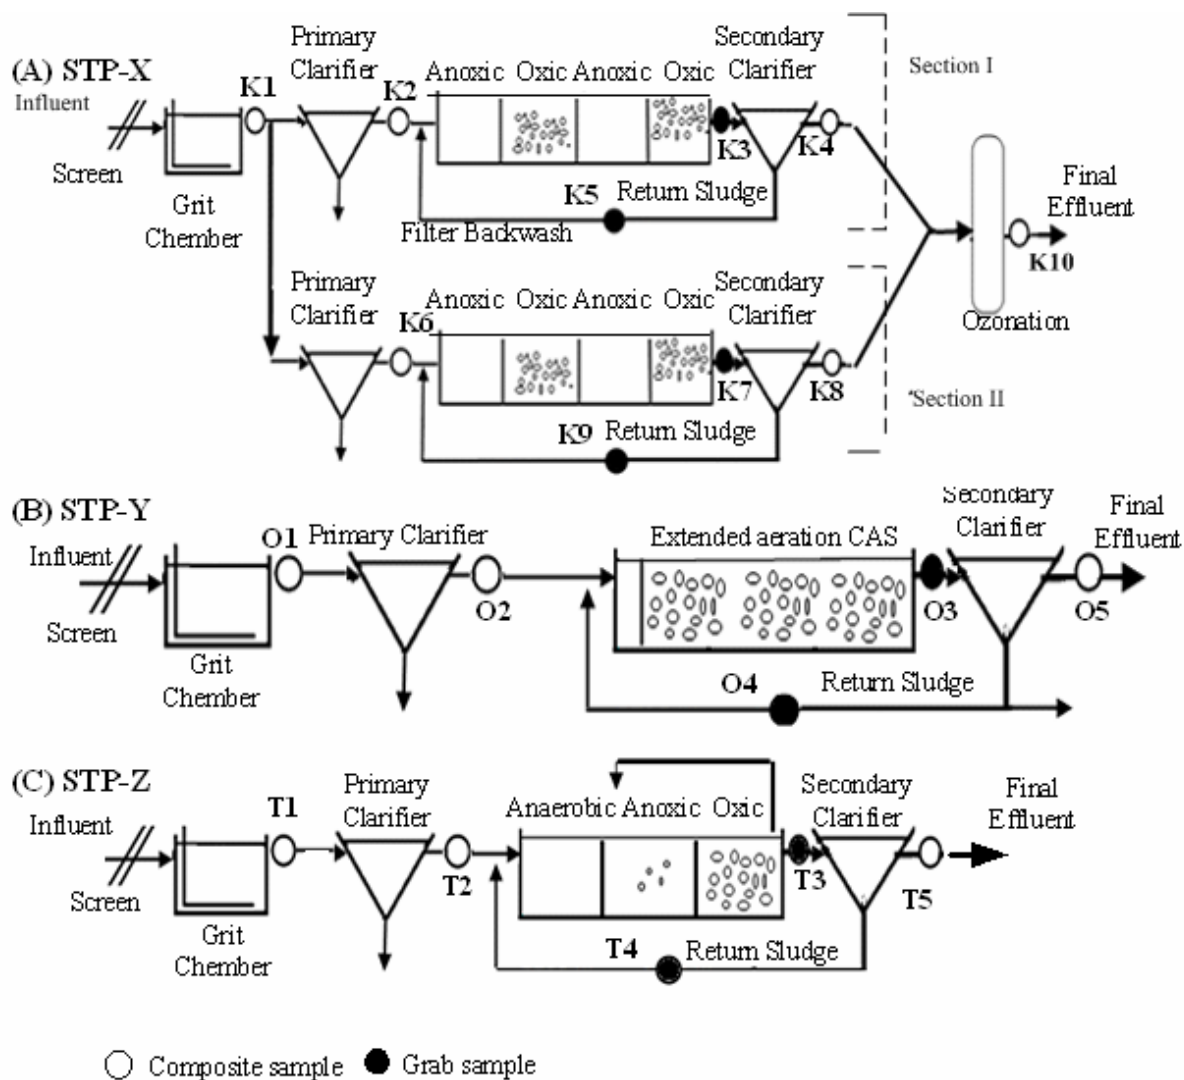 (A) STP-X
Influent
Screen
Grit
Chember
K1
Primary
Clarifier
K2
Anoxic Oxic Anoxic Oxic
Secondary
Clarifier
K3
K4
K5
Return Sludge
Filter Backwash
Section I
Final
Effluent
K10
Ozonation
Primary
Clarifier
K6
Anoxic Oxic Anoxic Oxic
Secondary
Clarifier
K7
K8
K9
Return Sludge
Section II
(B) STP-Y
Influent
Screen
Grit
Chember
O1
Primary Clarifier
O2
Extended aeration CAS
Secondary
Clarifier
Final
Effluent
O3
O5
O4
Return Sludge
(C) STP-Z
Influent
Screen
Grit
Chember
T1
Primary
Clarifier
T2
Anaerobic Anoxic Oxic
Secondary
Clarifier
Final
Effluent
T3
T5
T4
Return Sludge
Composite sample
Grab sample